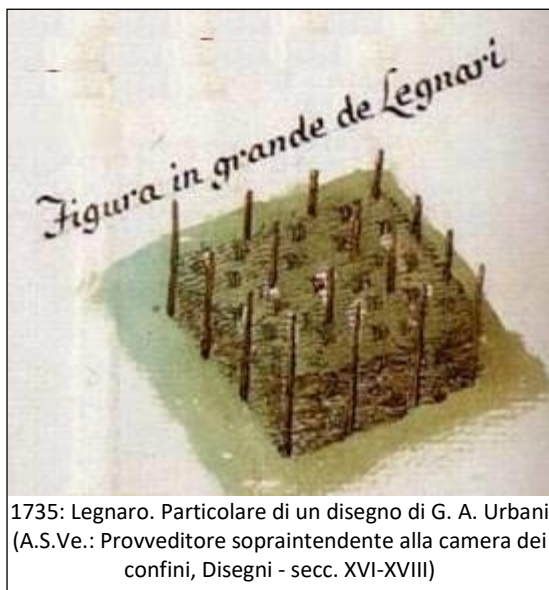 Figura in grande de Legnari
1735: Legnaro. Particolare di un disegno di G. A. Urbani
(A.S.Ve.: Provveditore sopraintendente alla camera dei
confini, Disegni - secc. XVI-XVIII)